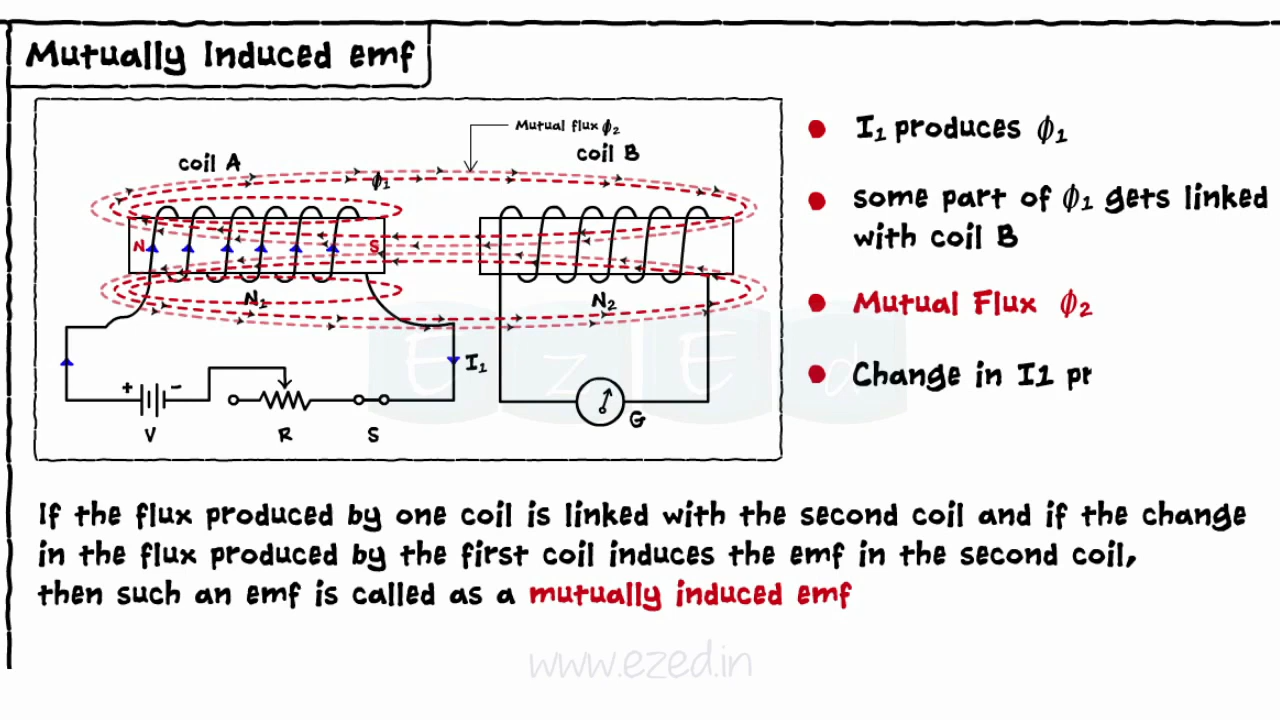 Mutually Induced emf
Mutual flux ϕ2
coil A
coil B
ϕ1
N
S
N1
N2
I1
+
-
V
R
S
G
I1 produces ϕ1
some part of ϕ1 gets linked
with coil B
Mutual Flux ϕ2
Change in I1 pr
If the flux produced by one coil is linked with the second coil and if the change
in the flux produced by the first coil induces the emf in the second coil,
then such an emf is called as a mutually induced emf
EzEd
www.ezed.in